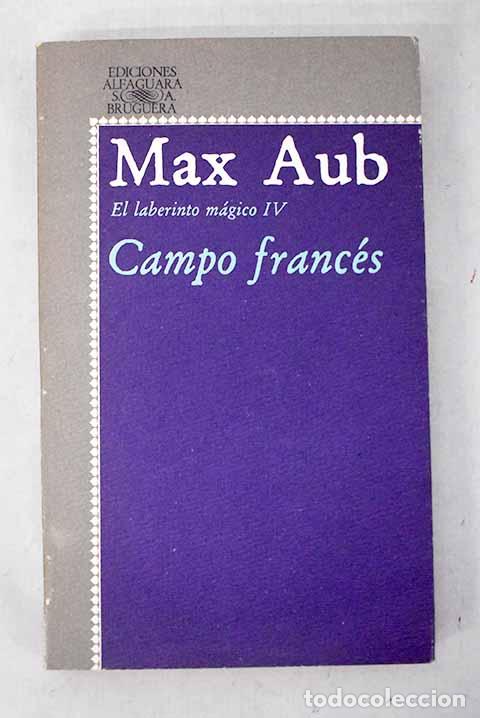 EDICIONES
ALFAGUARA
S. A.
BRUGUERA
Max Aub
El laberinto mágico IV
Campo francés
todocoleccion